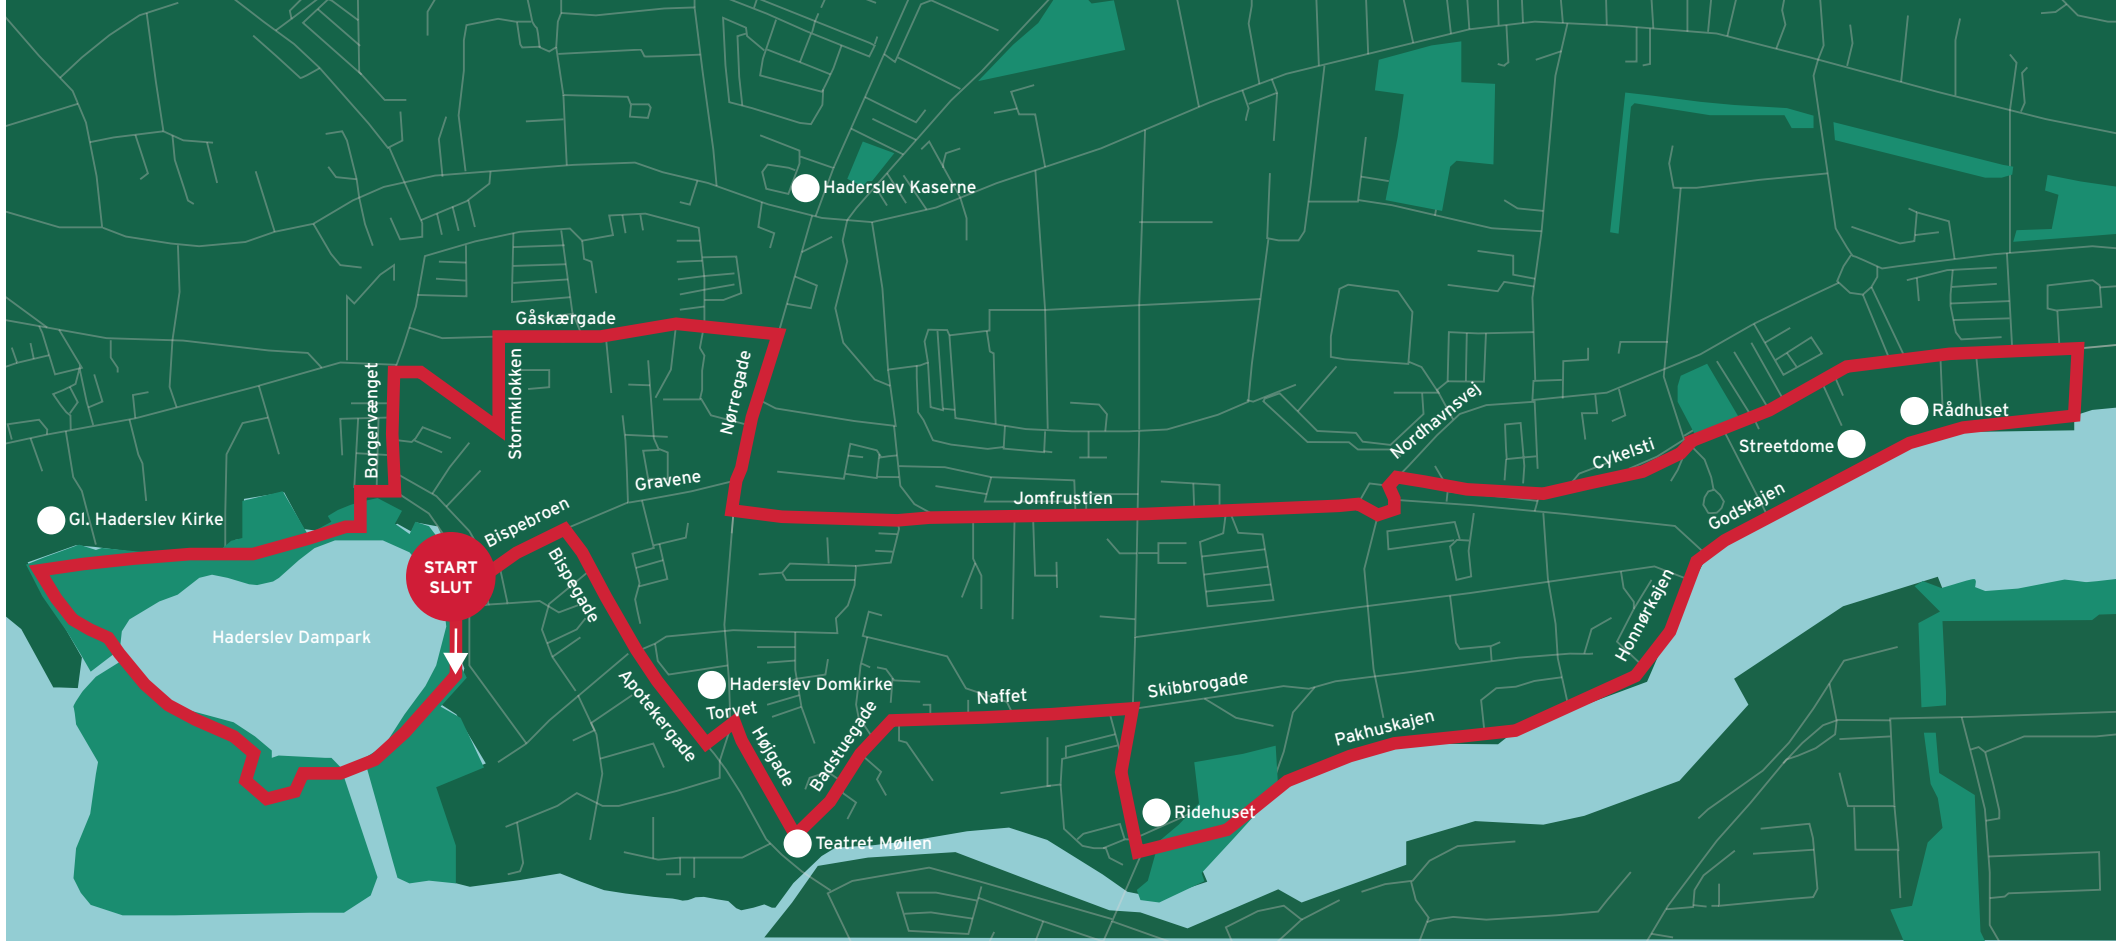 Haderslev Kaserne
Gåskærgade
Stormklokken
Borgervænget
Nørregade
Nordhavnsvej
Rådhuset
Streetdome
Cykelsti
Gravene
Jomfrustien
Godskajen
Gl. Haderslev Kirke
Bispebroen
START
SLUT
Bispegade
Honnørkajen
Haderslev Dampark
Haderslev Domkirke
Apotekergade
Torvet
Højgade
Badstuegade
Naffet
Skibbrogade
Pakhuskajen
Ridehuset
Teatret Møllen